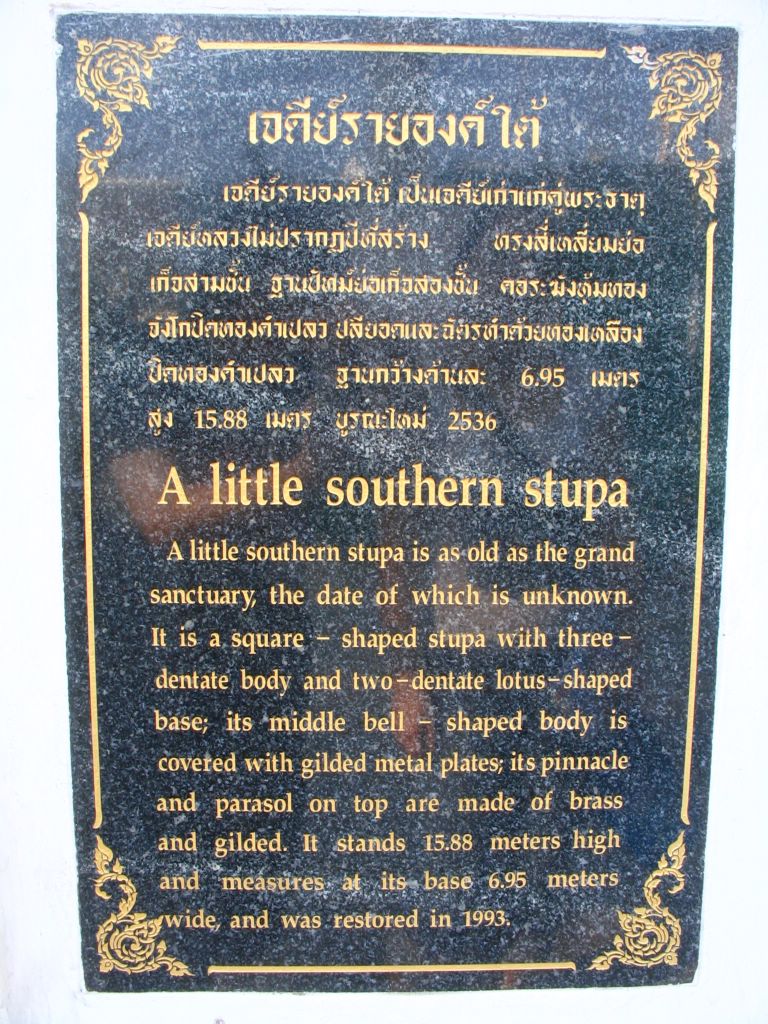 เจดีย์รายองค์ใต้
เจดีย์รายองค์ใต้ เป็นเจดีย์เก่าแก่คู่พระธาตุ
เจดีย์หลวงไม่ปรากฏปีที่สร้าง ทรงสี่เหลี่ยมย่อ
เก็จสามชั้น ฐานปัทม์ย่อเก็จสองชั้น คอระฆังหุ้มทอง
จังโกปิดทองคำเปลว ปลียอดและฉัตรทำด้วยทองเหลือง
ปิดทองคำเปลว ฐานกว้างด้านละ 6.95 เมตร
สูง 15.88 เมตร บูรณะใหม่ 2536
A little southern stupa
A little southern stupa is as old as the grand
sanctuary, the date of which is unknown.
It is a square – shaped stupa with three–
dentate body and two–dentate lotus–shaped
base; its middle bell – shaped body is
covered with gilded metal plates; its pinnacle
and parasol on top are made of brass
and gilded. It stands 15.88 meters high
and measures at its base 6.95 meters
wide, and was restored in 1993.